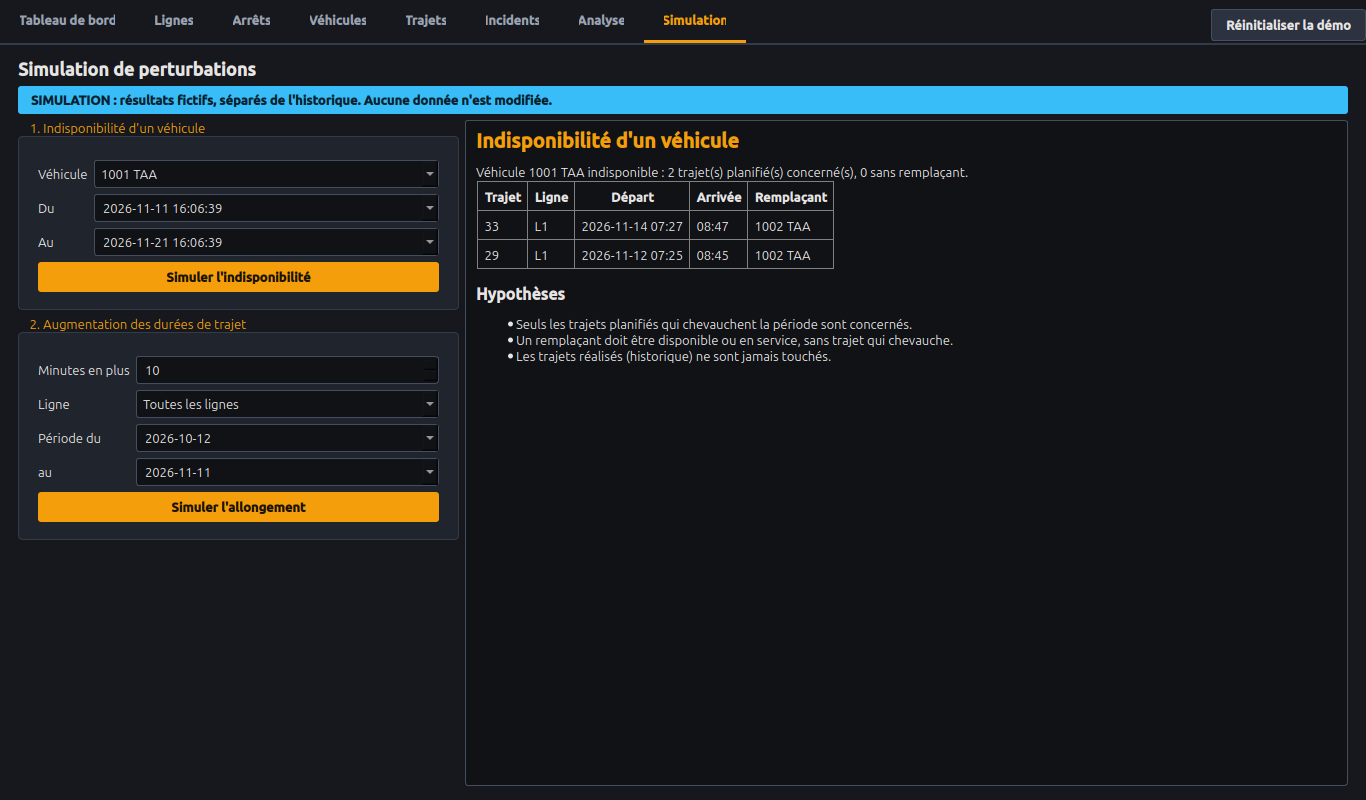 Tableau de bord Lignes Arrêts Véhicules Trajets Incidents Analyse Simulation Réinitialiser la démo
Simulation de perturbations
SIMULATION : résultats fictifs, séparés de l'historique. Aucune donnée n'est modifiée.
1. Indisponibilité d'un véhicule
Véhicule 1001 TAA
Du 2026-11-11 16:06:39
Au 2026-11-21 16:06:39
Simuler l'indisponibilité
2. Augmentation des durées de trajet
Minutes en plus 10
Ligne Toutes les lignes
Période du 2026-10-12
au 2026-11-11
Simuler l'allongement
Indisponibilité d'un véhicule
Véhicule 1001 TAA indisponible : 2 trajet(s) planifié(s) concerné(s), 0 sans remplaçant.
Trajet Ligne Départ Arrivée Remplaçant
33 L1 2026-11-14 07:27 08:47 1002 TAA
29 L1 2026-11-12 07:25 08:45 1002 TAA
Hypothèses
• Seuls les trajets planifiés qui chevauchent la période sont concernés.
• Un remplaçant doit être disponible ou en service, sans trajet qui chevauche.
• Les trajets réalisés (historique) ne sont jamais touchés.